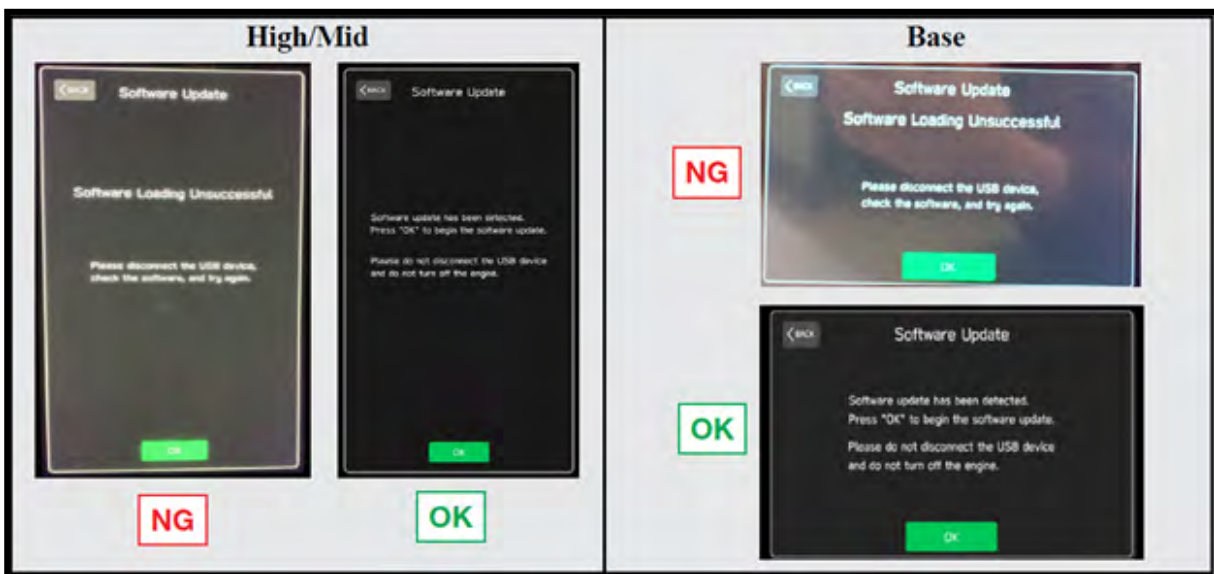 High/Mid
< BACK
Software Update
Software Loading Unsuccessful
Please disconnect the USB device,
check the software, and try again.
OK
NG
< BACK
Software Update
Software update has been detected.
Press "OK" to begin the software update.
Please do not disconnect the USB device
and do not turn off the engine.
OK
OK
Base
NG
< BACK
Software Update
Software Loading Unsuccessful
Please disconnect the USB device,
check the software, and try again.
OK
OK
< BACK
Software Update
Software update has been detected.
Press "OK" to begin the software update.
Please do not disconnect the USB device
and do not turn off the engine.
OK